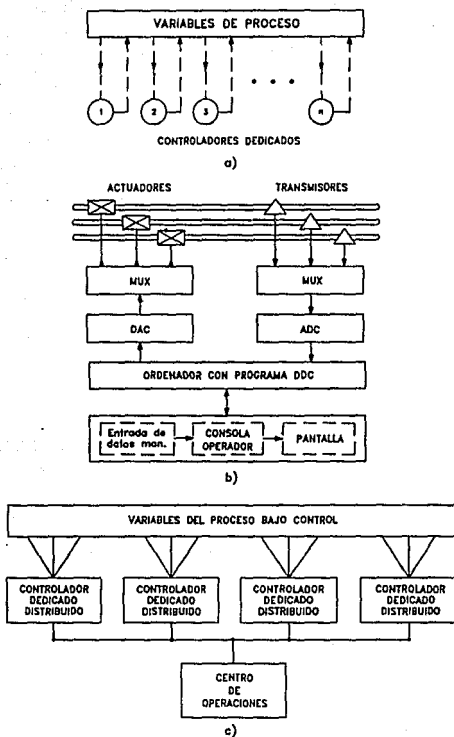 VARIABLES DE PROCESO
1 2 3 • • • n
CONTROLADORES DEDICADOS
a)
ACTUADORES TRANSMISORES
MUX MUX
DAC ADC
ORDENADOR CON PROGRAMA DDC
Entrada de datos man.
CONSOLA OPERADOR
PANTALLA
b)
VARIABLES DEL PROCESO BAJO CONTROL
CONTROLADOR DEDICADO DISTRIBUIDO
CONTROLADOR DEDICADO DISTRIBUIDO
CONTROLADOR DEDICADO DISTRIBUIDO
CONTROLADOR DEDICADO DISTRIBUIDO
CENTRO
DE
OPERACIONES
c)